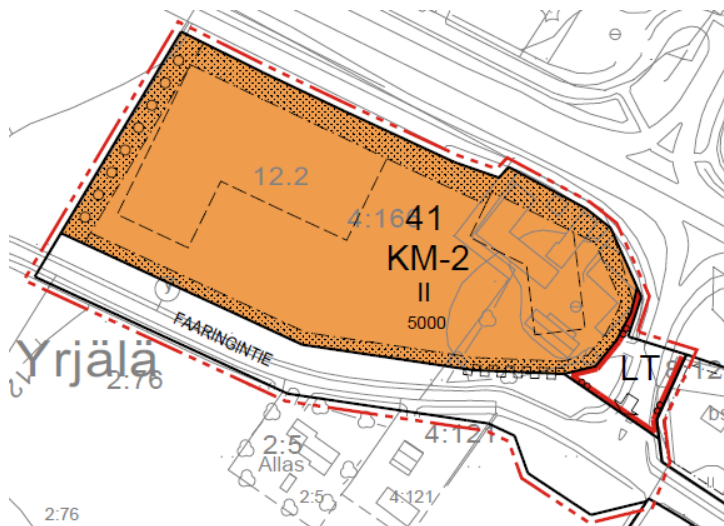 12.2
4:16
41
KM-2
II
5000
FAARINGINTIE
Yrjälä
2:76
LT
4:121
2:5
Allas
2:5
4:121
2:76